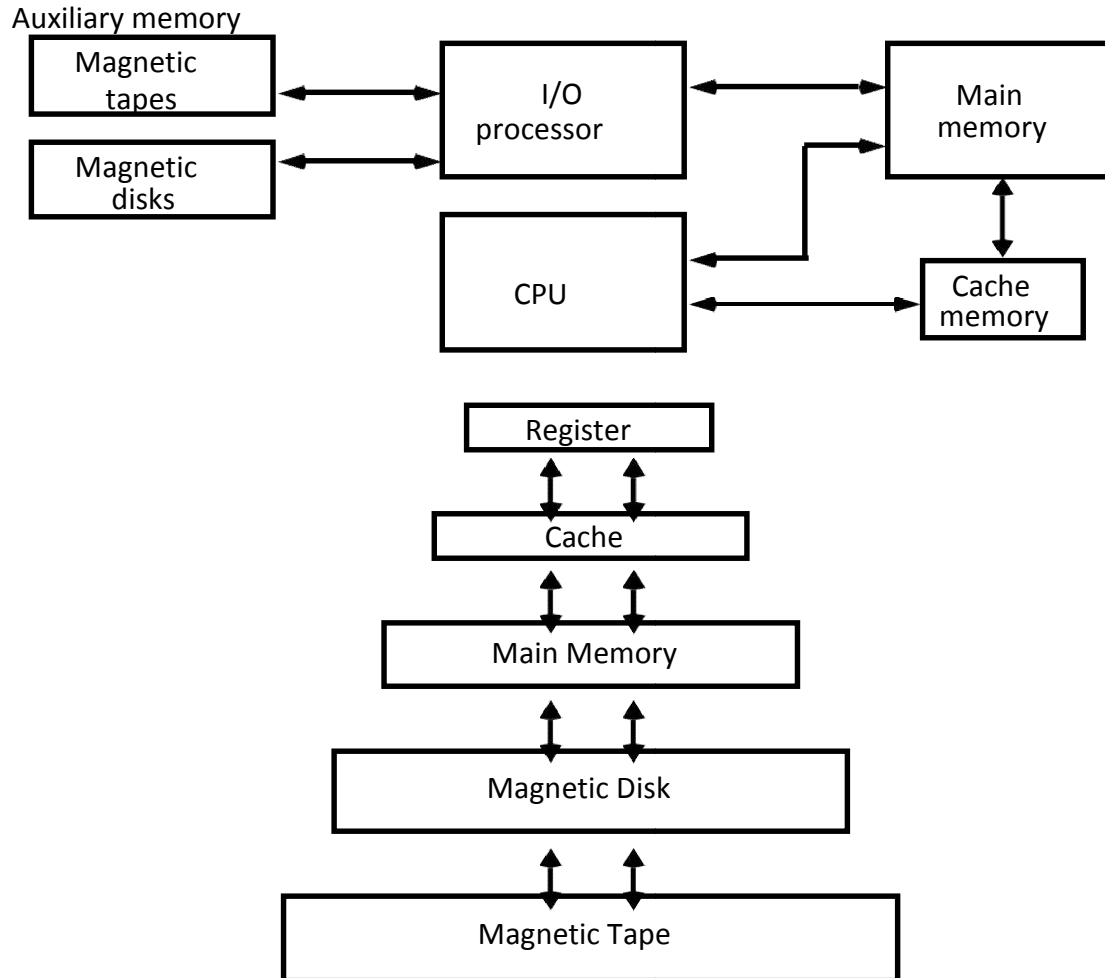 Auxiliary memory
Magnetic
tapes
I/O
processor
Main
memory
Magnetic
disks
CPU
Cache
memory
Register
Cache
Main Memory
Magnetic Disk
Magnetic Tape